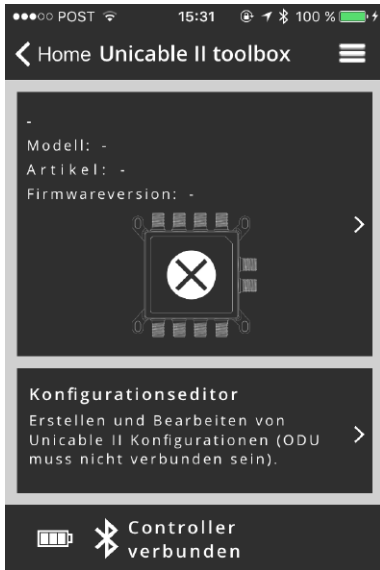 POST 15:31 100 %
Home Unicable II toolbox
-
Modell: -
Artikel: -
Firmwareversion: -
Konfigurationseditor
Erstellen und Bearbeiten von
Unicable II Konfigurationen (ODU
muss nicht verbunden sein).
Controller
verbunden